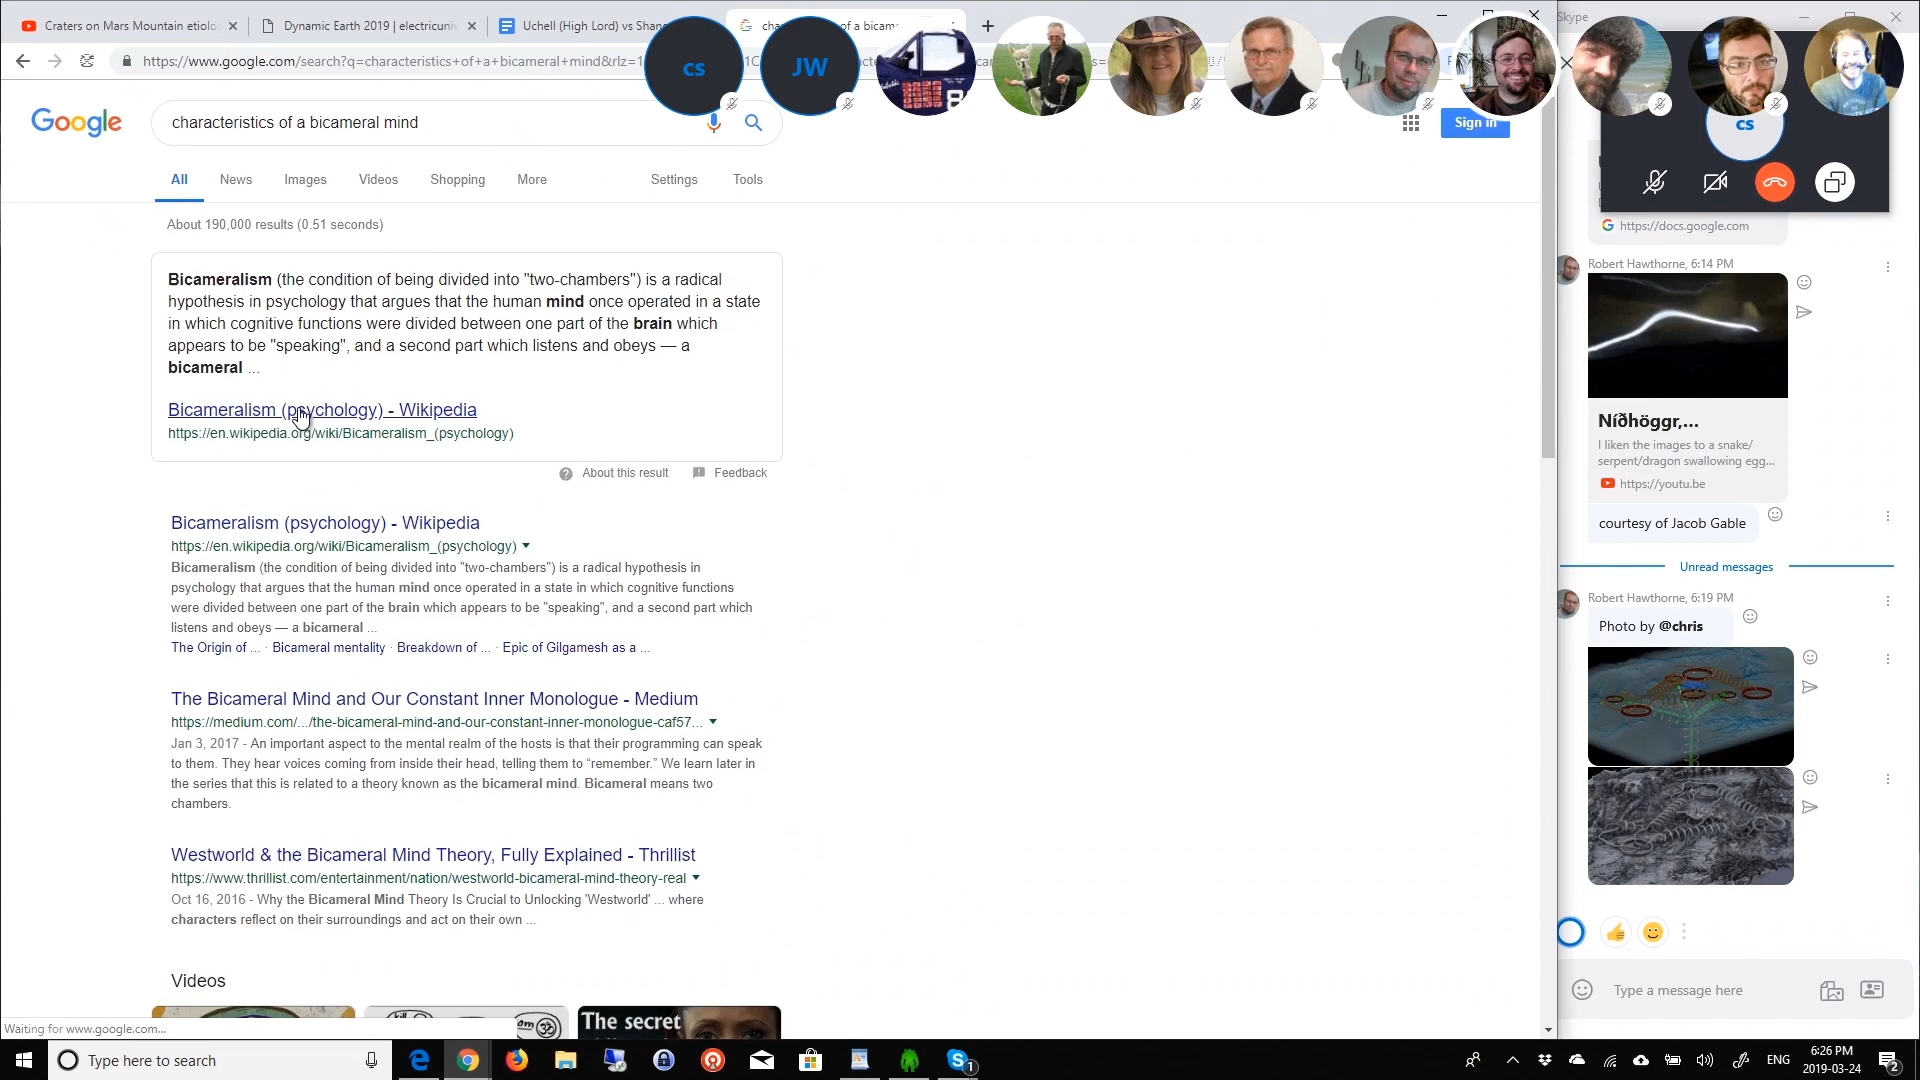 Craters on Mars Mountain etiolo
Dynamic Earth 2019 | electricuni
Uchell (High Lord) vs Shan
Skype
https://www.google.com/search?q=characteristics+of+a+bicameral+mind&rlz=1
CS
JW
Google
characteristics of a bicameral mind
Sign in
CS
All
News
Images
Videos
Shopping
More
Settings
Tools
About 190,000 results (0.51 seconds)
Bicameralism (the condition of being divided into "two-chambers") is a radical
hypothesis in psychology that argues that the human mind once operated in a state
in which cognitive functions were divided between one part of the brain which
appears to be "speaking", and a second part which listens and obeys — a
bicameral ...
Bicameralism (psychology) - Wikipedia
https://en.wikipedia.org/wiki/Bicameralism_(psychology)
About this result
Feedback
Bicameralism (psychology) - Wikipedia
https://en.wikipedia.org/wiki/Bicameralism_(psychology)
Bicameralism (the condition of being divided into "two-chambers") is a radical hypothesis in
psychology that argues that the human mind once operated in a state in which cognitive functions
were divided between one part of the brain which appears to be "speaking", and a second part which
listens and obeys — a bicameral ...
The Origin of ... · Bicameral mentality · Breakdown of ... · Epic of Gilgamesh as a ...
The Bicameral Mind and Our Constant Inner Monologue - Medium
https://medium.com/.../the-bicameral-mind-and-our-constant-inner-monologue-caf57...
Jan 3, 2017 - An important aspect to the mental realm of the hosts is that their programming can speak
to them. They hear voices coming from inside their head, telling them to “remember.” We learn later in
the series that this is related to a theory known as the bicameral mind. Bicameral means two
chambers.
Westworld & the Bicameral Mind Theory, Fully Explained - Thrillist
https://www.thrillist.com/entertainment/nation/westworld-bicameral-mind-theory-real
Oct 16, 2016 - Why the Bicameral Mind Theory Is Crucial to Unlocking 'Westworld' ... where
characters reflect on their surroundings and act on their own ...
Videos
The secret
Waiting for www.google.com...
https://docs.google.com
Robert Hawthorne, 6:14 PM
Níðhöggr,...
I liken the images to a snake/
serpent/dragon swallowing egg...
https://youtu.be
courtesy of Jacob Gable
Unread messages
Robert Hawthorne, 6:19 PM
Photo by @chris
Type a message here
Type here to search
1
ENG
6:26 PM
2019-03-24
2